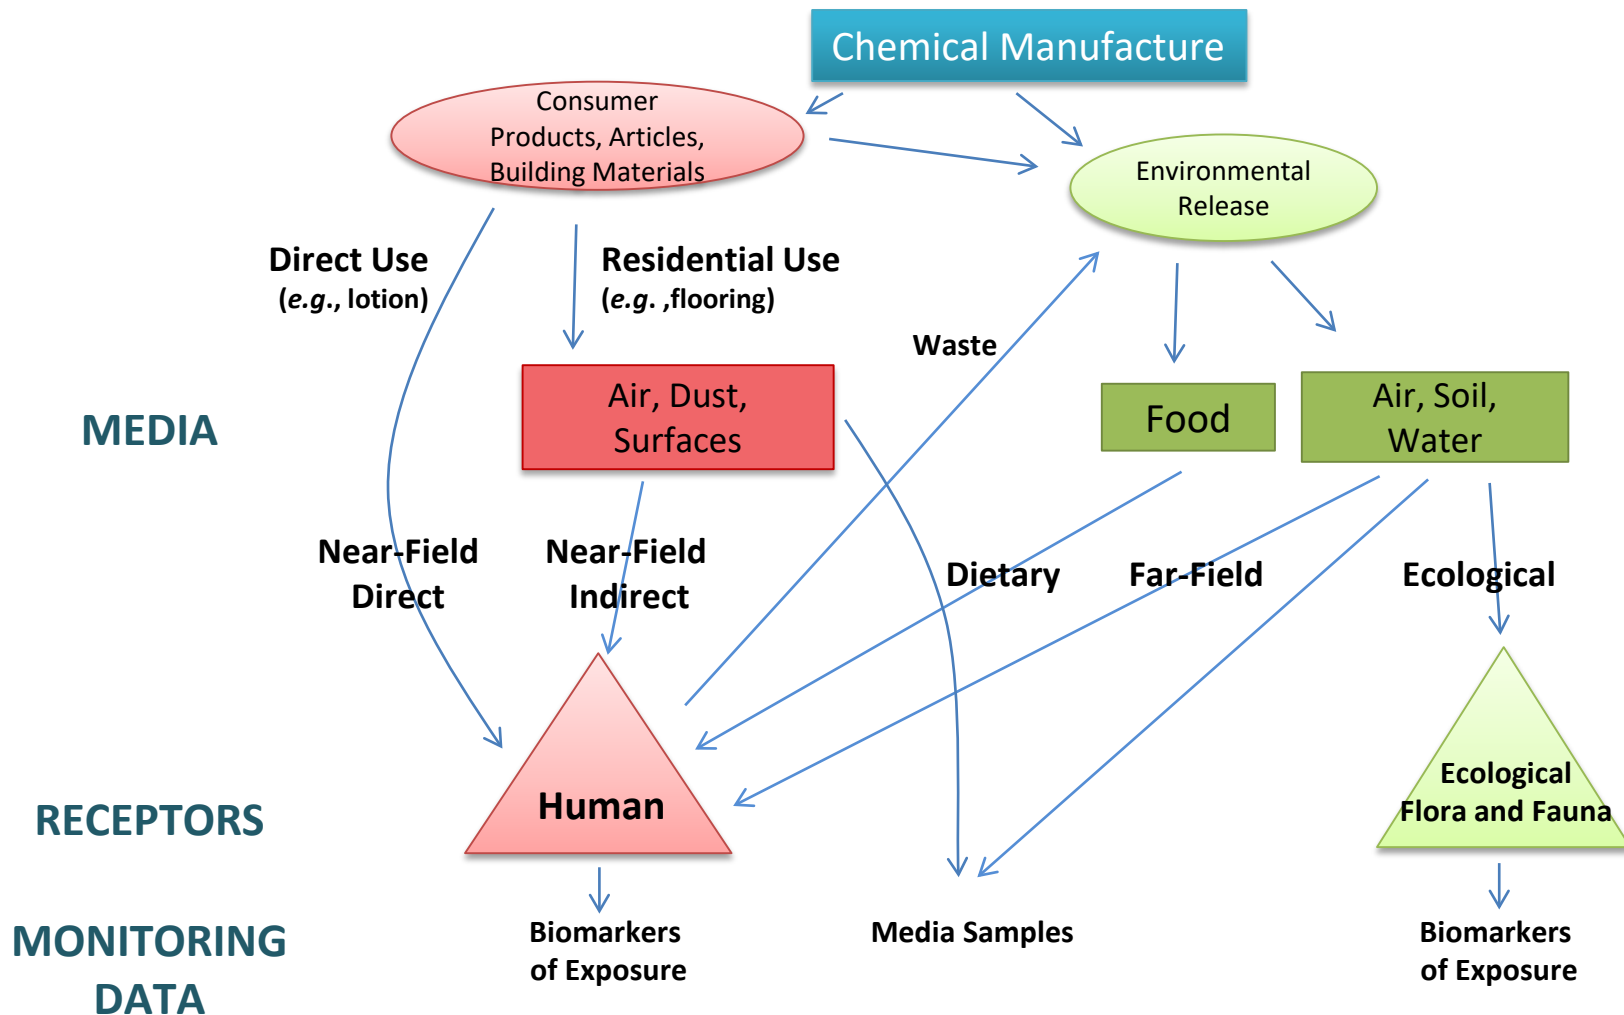 Chemical Manufacture
Consumer
Products, Articles,
Building Materials
Environmental
Release
Direct Use
(e.g., lotion)
Residential Use
(e.g. ,flooring)
Waste
MEDIA
Air, Dust,
Surfaces
Food
Air, Soil,
Water
Near-Field
Direct
Near-Field
Indirect
Dietary
Far-Field
Ecological
RECEPTORS
Human
Ecological
Flora and Fauna
MONITORING
DATA
Biomarkers
of Exposure
Media Samples
Biomarkers
of Exposure